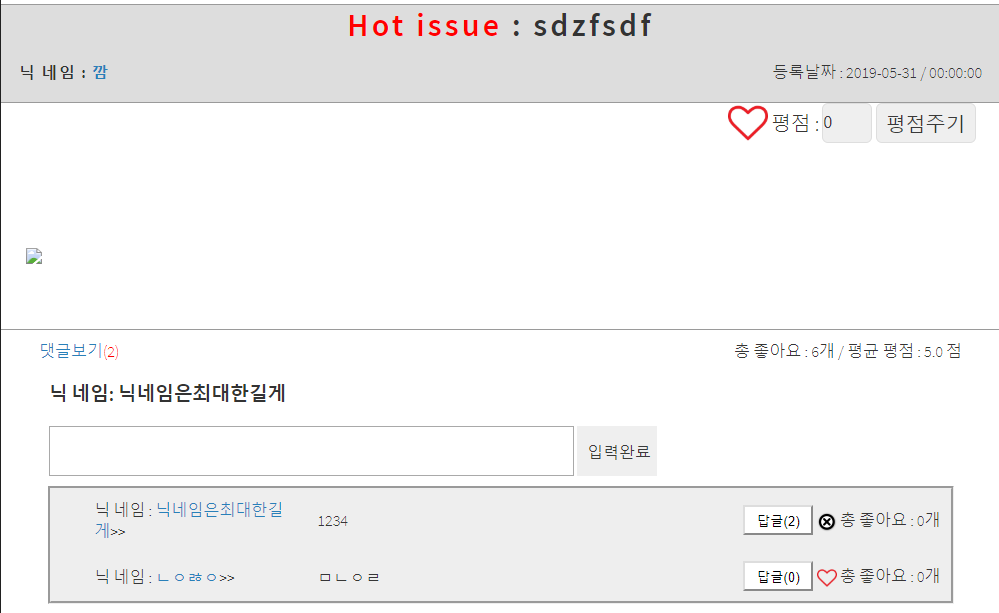 Hot issue : sdzfsdf
닉 네임 : 깜
등록날짜 : 2019-05-31 / 00:00:00
평점 : 0 평점주기
댓글보기(2)
총 좋아요 : 6개 / 평균 평점 : 5.0 점
닉 네임: 닉네임은최대한길게
입력완료
닉 네임 : 닉네임은최대한길
게>>
1234
답글(2) 총 좋아요 : 0개
닉 네임 : ㄴㅇㄻㅇ>>
ㅁㄴㅇㄹ
답글(0) 총 좋아요 : 0개